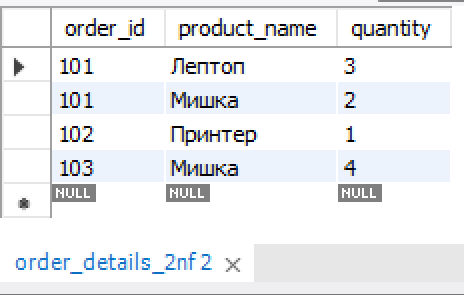 order_id product_name quantity
101 Лептоп 3
101 Мишка 2
102 Принтер 1
103 Мишка 4
NULL NULL NULL
order_details_2nf 2